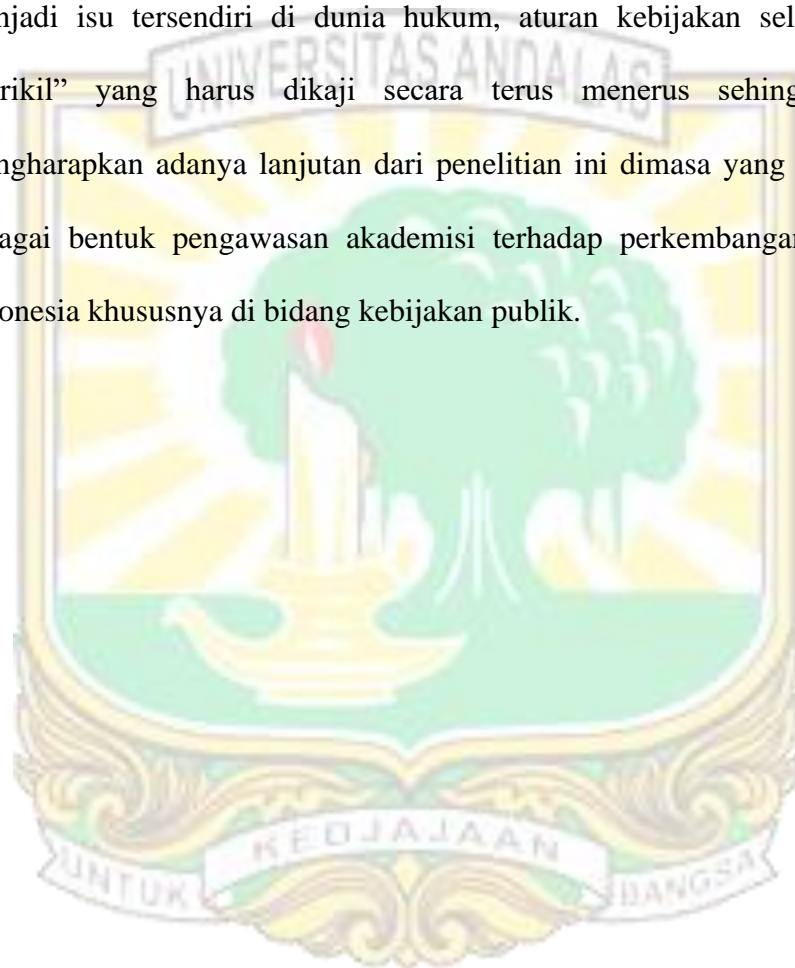 njadi isu tersendiri di dunia hukum, aturan kebijakan sel
rikil” yang harus dikaji secara terus menerus sehing
ngharapkan adanya lanjutan dari penelitian ini dimasa yang
agai bentuk pengawasan akademisi terhadap perkembangan
onesia khususnya di bidang kebijakan publik.
UNIVERSITAS ANDALAS
UNTUK KEDJAJAAN BANGSA